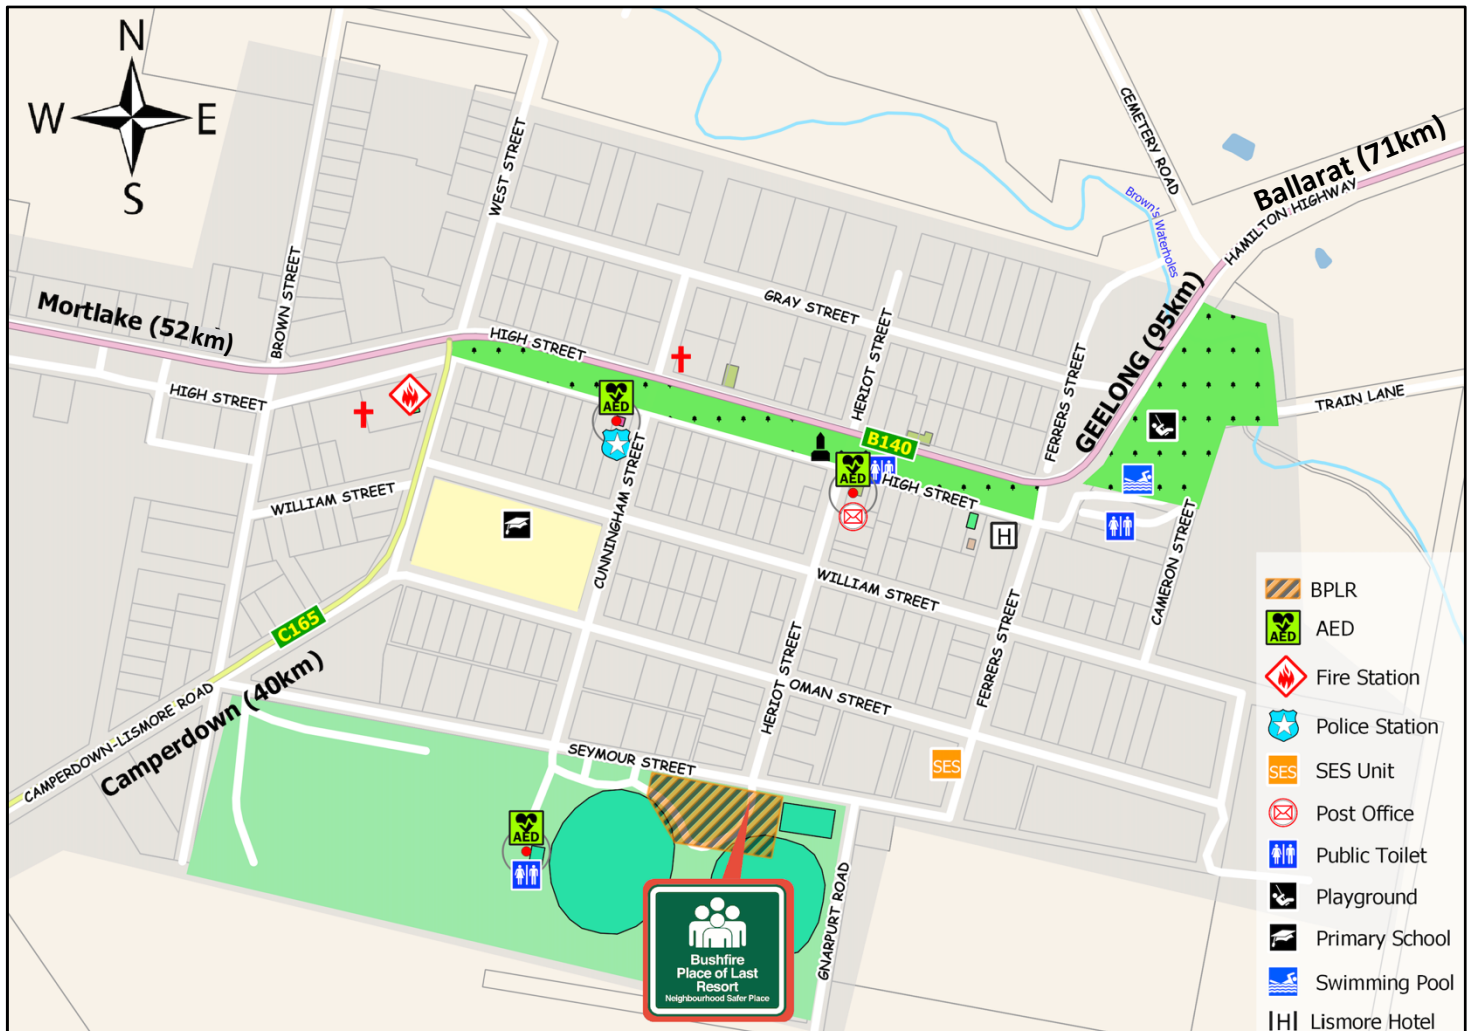 N
W
E
S
CEMETERY ROAD
Ballarat (71km)
HAMILTON HIGHWAY
WEST STREET
Brown's Waterholes
BROWN STREET
Mortlake (52km)
GRAY STREET
HERIOT STREET
GEELONG (95km)
HIGH STREET
HIGH STREET
FERRERS STREET
TRAIN LANE
AED
B140
AED
HIGH STREET
WILLIAM STREET
CUNNINGHAM STREET
H
CAMERON STREET
WILLIAM STREET
C165
CAMPERDOWN-LISMORE ROAD
Camperdown (40km)
HERIOT STREET
OMAN STREET
FERRERS STREET
SEYMOUR STREET
SES
AED
GNARPURT ROAD
Bushfire
Place of Last
Resort
Neighbourhood Safer Place
BPLR
AED AED
Fire Station
Police Station
SES SES Unit
Post Office
Public Toilet
Playground
Primary School
Swimming Pool
H Lismore Hotel